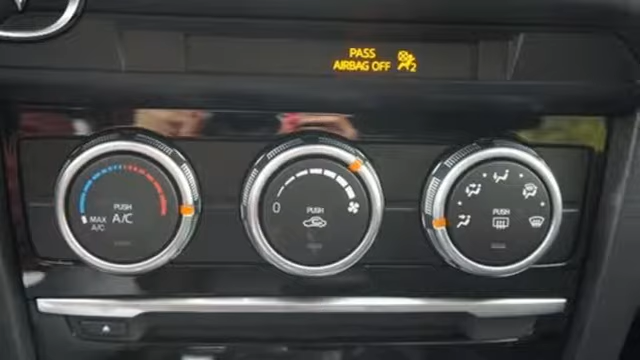 PASS
AIRBAG OFF 2
PUSH
MAX A/C
A/C
0
PUSH
PUSH